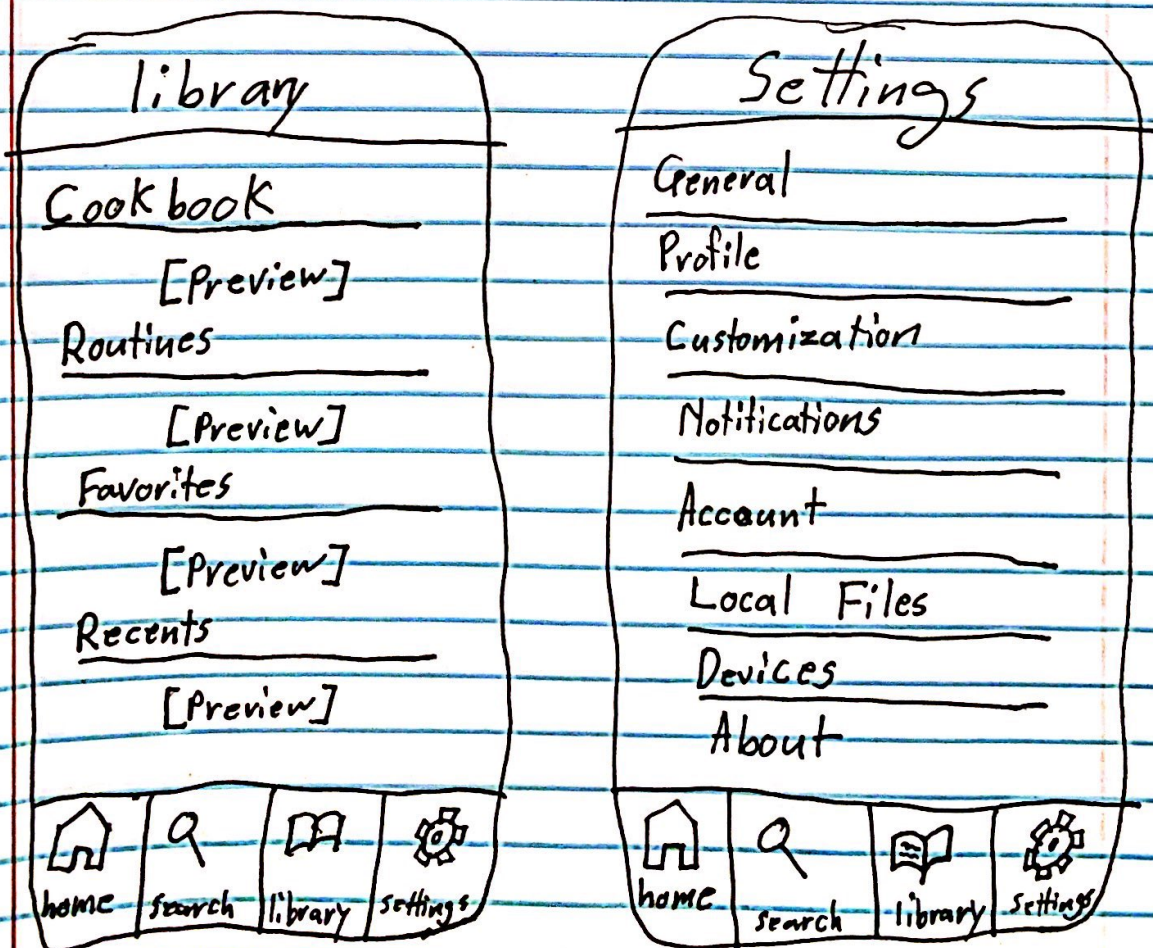 library
Cookbook
[Preview]
Routines
[Preview]
Favorites
[Preview]
Recents
[Preview]
home search library settings
Settings
General
Profile
Customization
Notifications
Account
Local Files
Devices
About
home search library settings